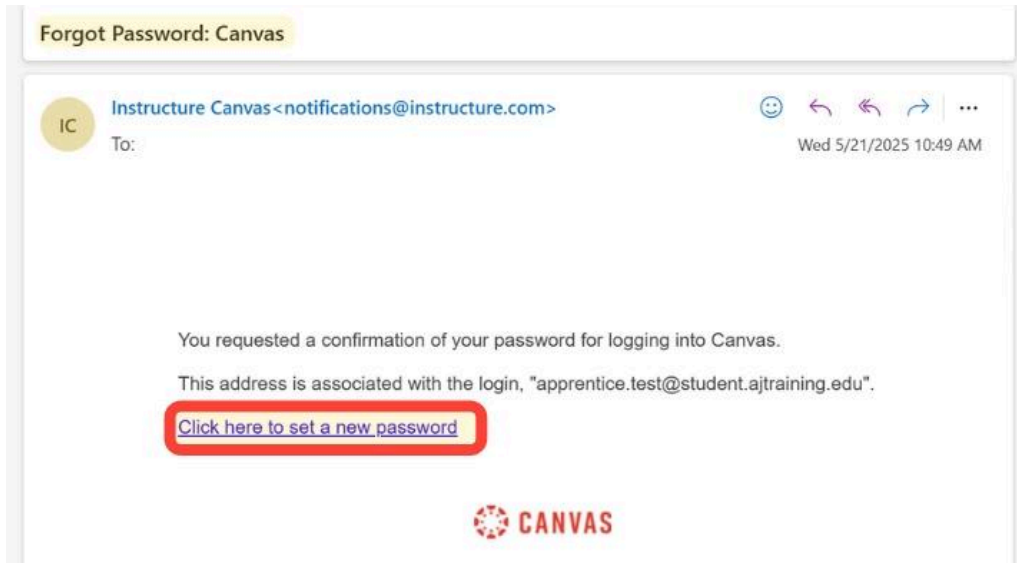 Forgot Password: Canvas
IC
Instructure Canvas<notifications@instructure.com>
To:
Wed 5/21/2025 10:49 AM
You requested a confirmation of your password for logging into Canvas.
This address is associated with the login, "apprentice.test@student.ajtraining.edu".
Click here to set a new password
CANVAS